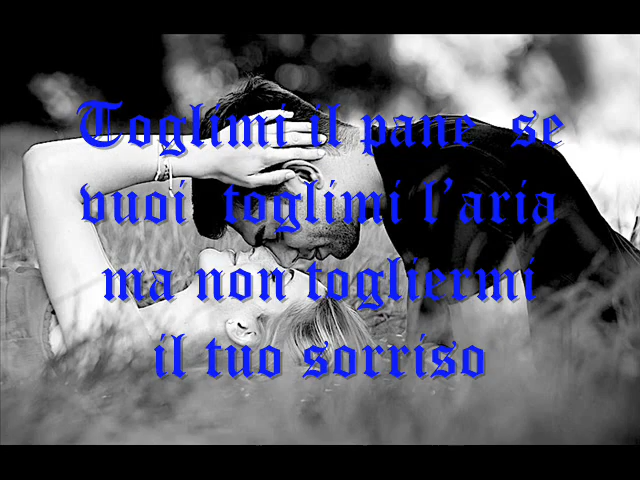 Toglimi il pane se
vuoi toglimi l'aria
ma non togliermi
il tuo sorriso